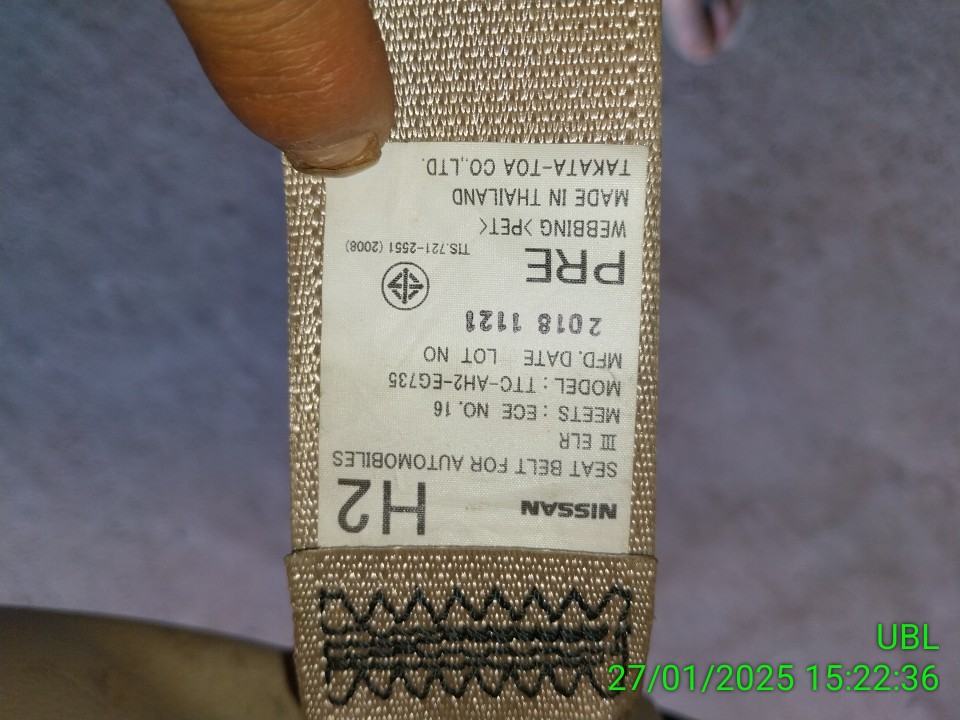 NISSAN H2
SEAT BELT FOR AUTOMOBILES
III ELR
MEETS : ECE NO. 16
MODEL : TTC-AH2-EG735
MFD. DATE LOT NO
2018 1121
PRE
TIS.721-2551 (2008)
WEBBING >PET<
MADE IN THAILAND
TAKATA-TOA CO.,LTD.
UBL
27/01/2025 15:22:36